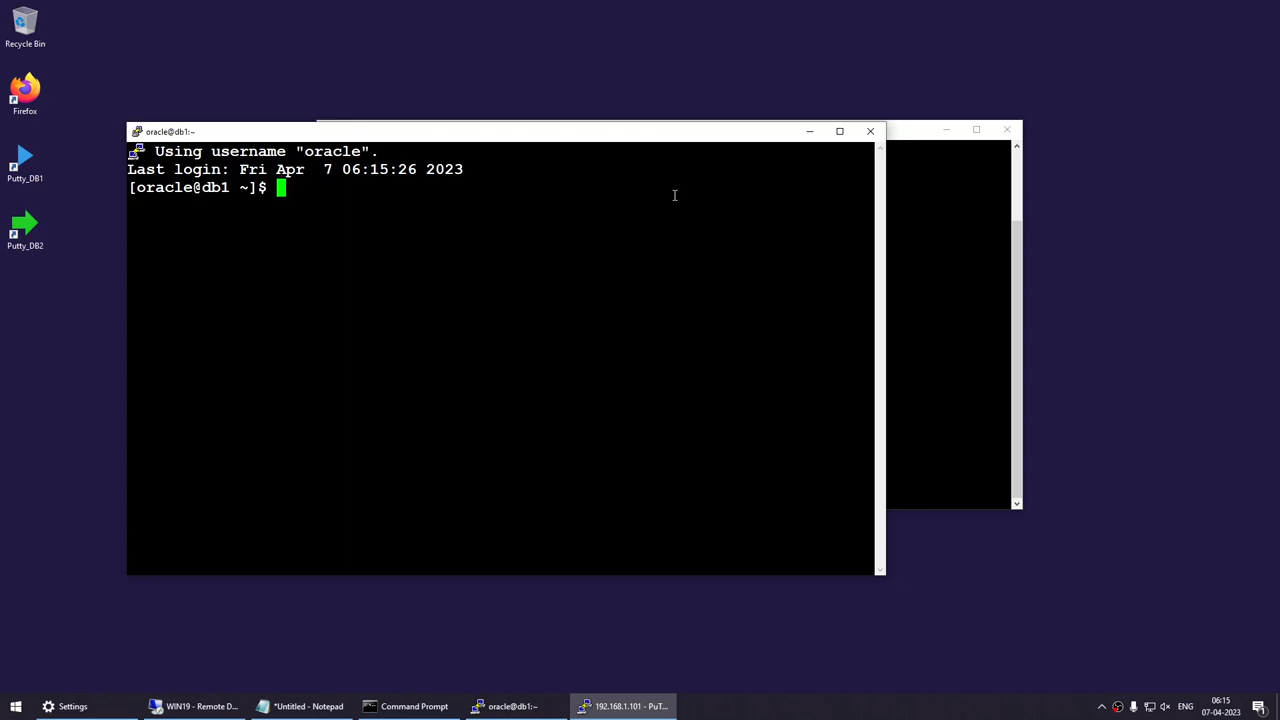 Recycle Bin
Firefox
Putty_DB1
Putty_DB2
oracle@db1:~
Using username "oracle".
Last login: Fri Apr  7 06:15:26 2023
[oracle@db1 ~]$
Settings
WIN19 - Remote D...
*Untitled - Notepad
Command Prompt
oracle@db1:~
192.168.1.101 - PuT...
ENG
06:15
07-04-2023